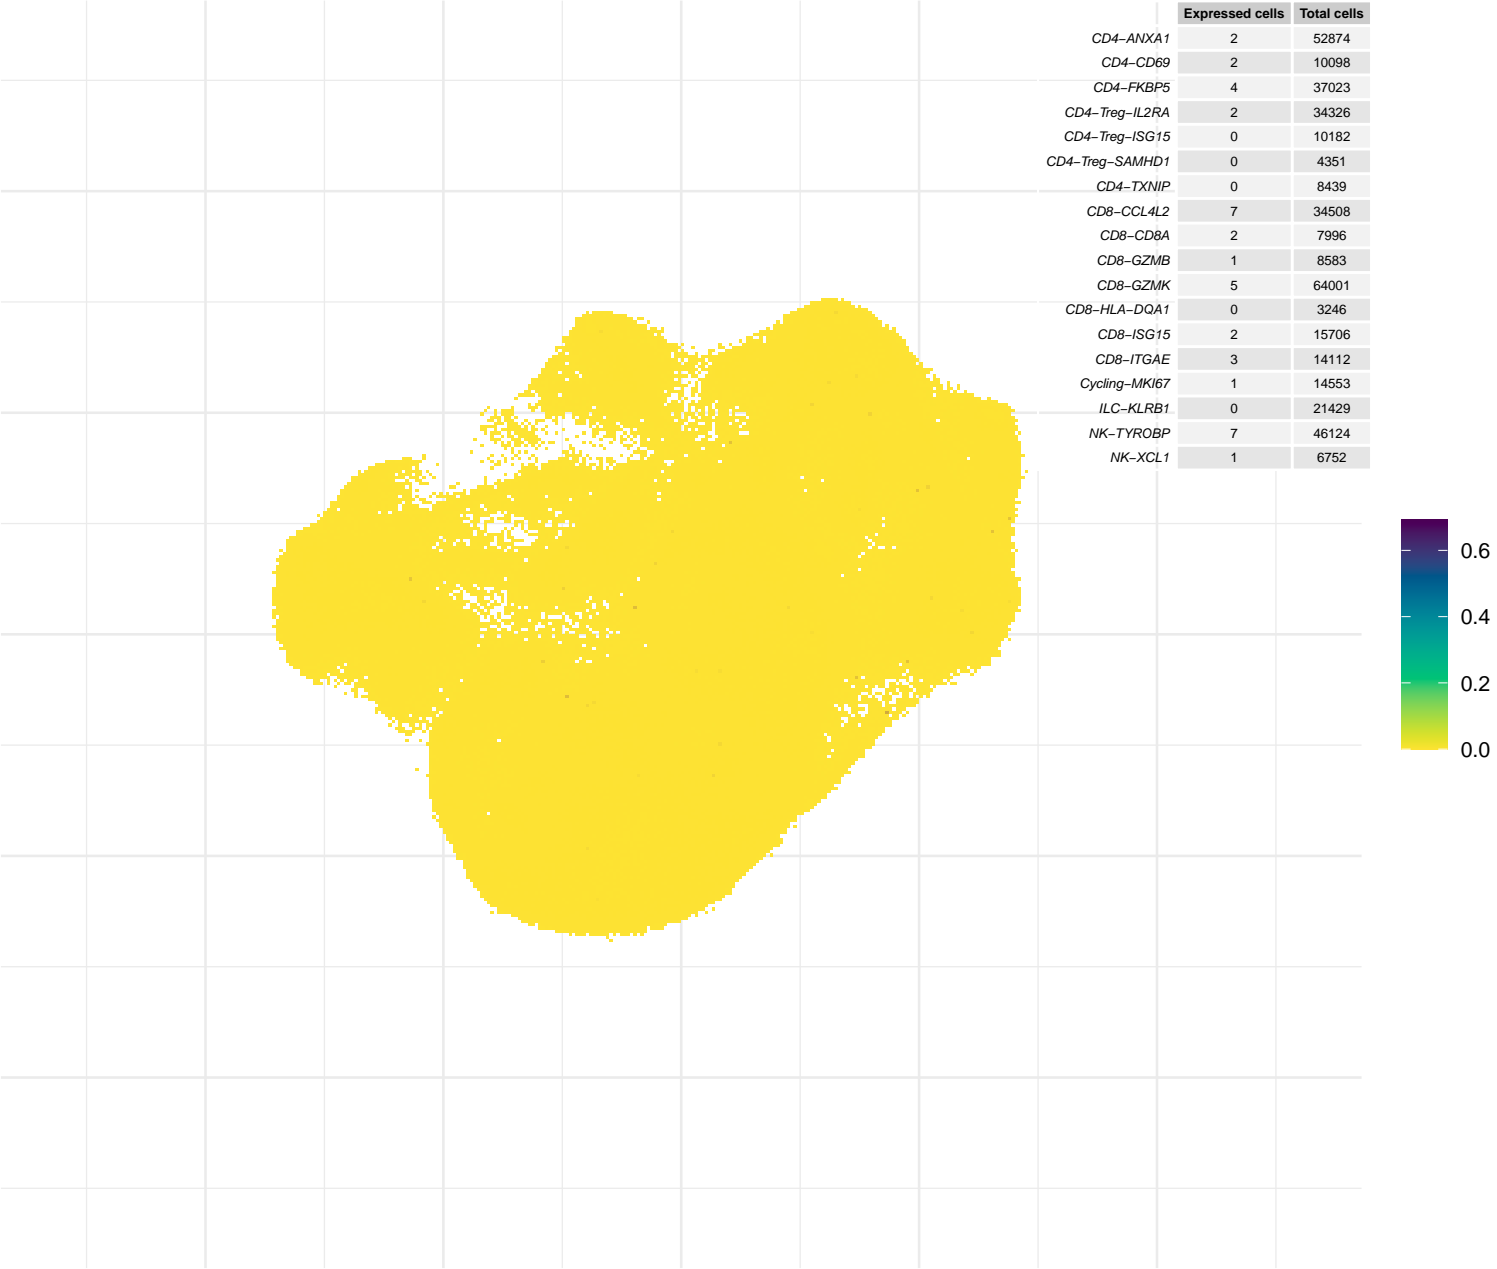 Expressed cells Total cells
CD4−ANXA1 2 52874
CD4−CD69 2 10098
CD4−FKBP5 4 37023
CD4−Treg−IL2RA 2 34326
CD4−Treg−ISG15 0 10182
CD4−Treg−SAMHD1 0 4351
CD4−TXNIP 0 8439
CD8−CCL4L2 7 34508
CD8−CD8A 2 7996
CD8−GZMB 1 8583
CD8−GZMK 5 64001
CD8−HLA−DQA1 0 3246
CD8−ISG15 2 15706
CD8−ITGAE 3 14112
Cycling−MKI67 1 14553
ILC−KLRB1 0 21429
NK−TYROBP 7 46124
NK−XCL1 1 6752
0.6
0.4
0.2
0.0